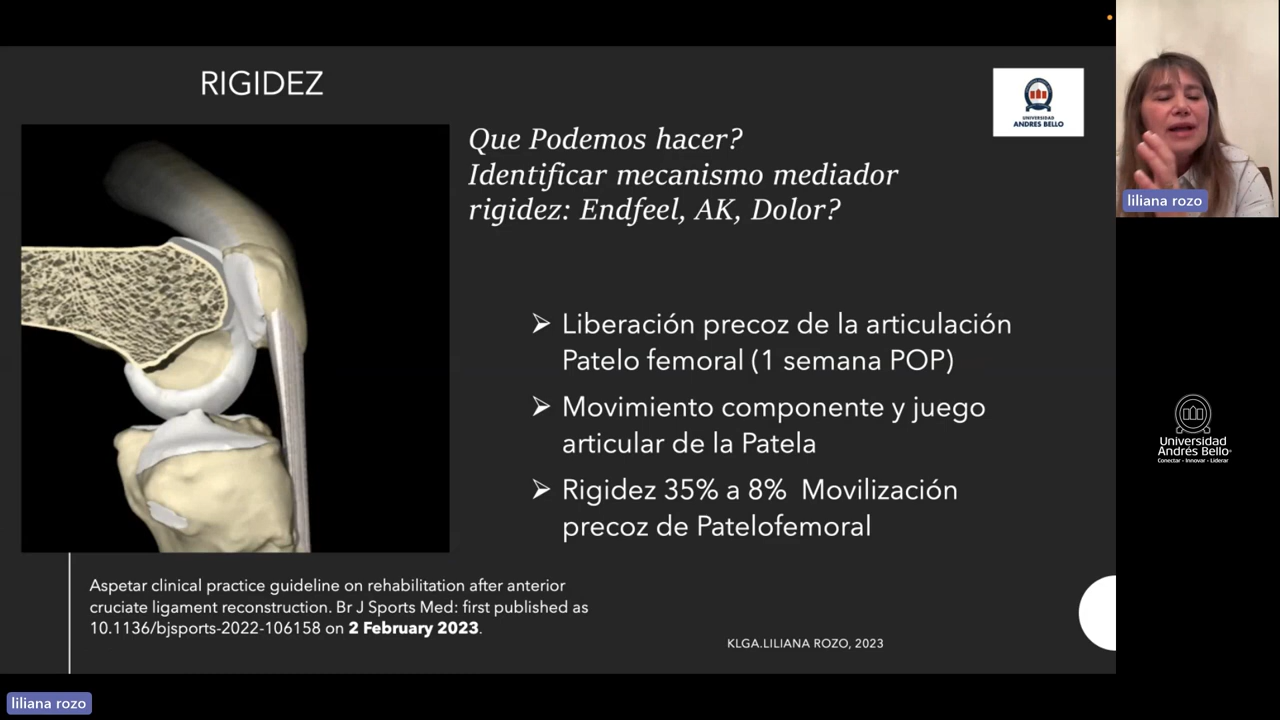 RIGIDEZ
UNIVERSIDAD
ANDRES BELLO
Que Podemos hacer?
Identificar mecanismo mediador
rigidez: Endfeel, AK, Dolor?
➢ Liberación precoz de la articulación
Patelo femoral (1 semana POP)
➢ Movimiento componente y juego
articular de la Patela
➢ Rigidez 35% a 8% Movilización
precoz de Patelofemoral
Aspetar clinical practice guideline on rehabilitation after anterior
cruciate ligament reconstruction. Br J Sports Med: first published as
10.1136/bjsports-2022-106158 on 2 February 2023.
KLGA.LILIANA ROZO, 2023
liliana rozo
Universidad
Andrés Bello
Conectar - Innovar - Liderar
liliana rozo